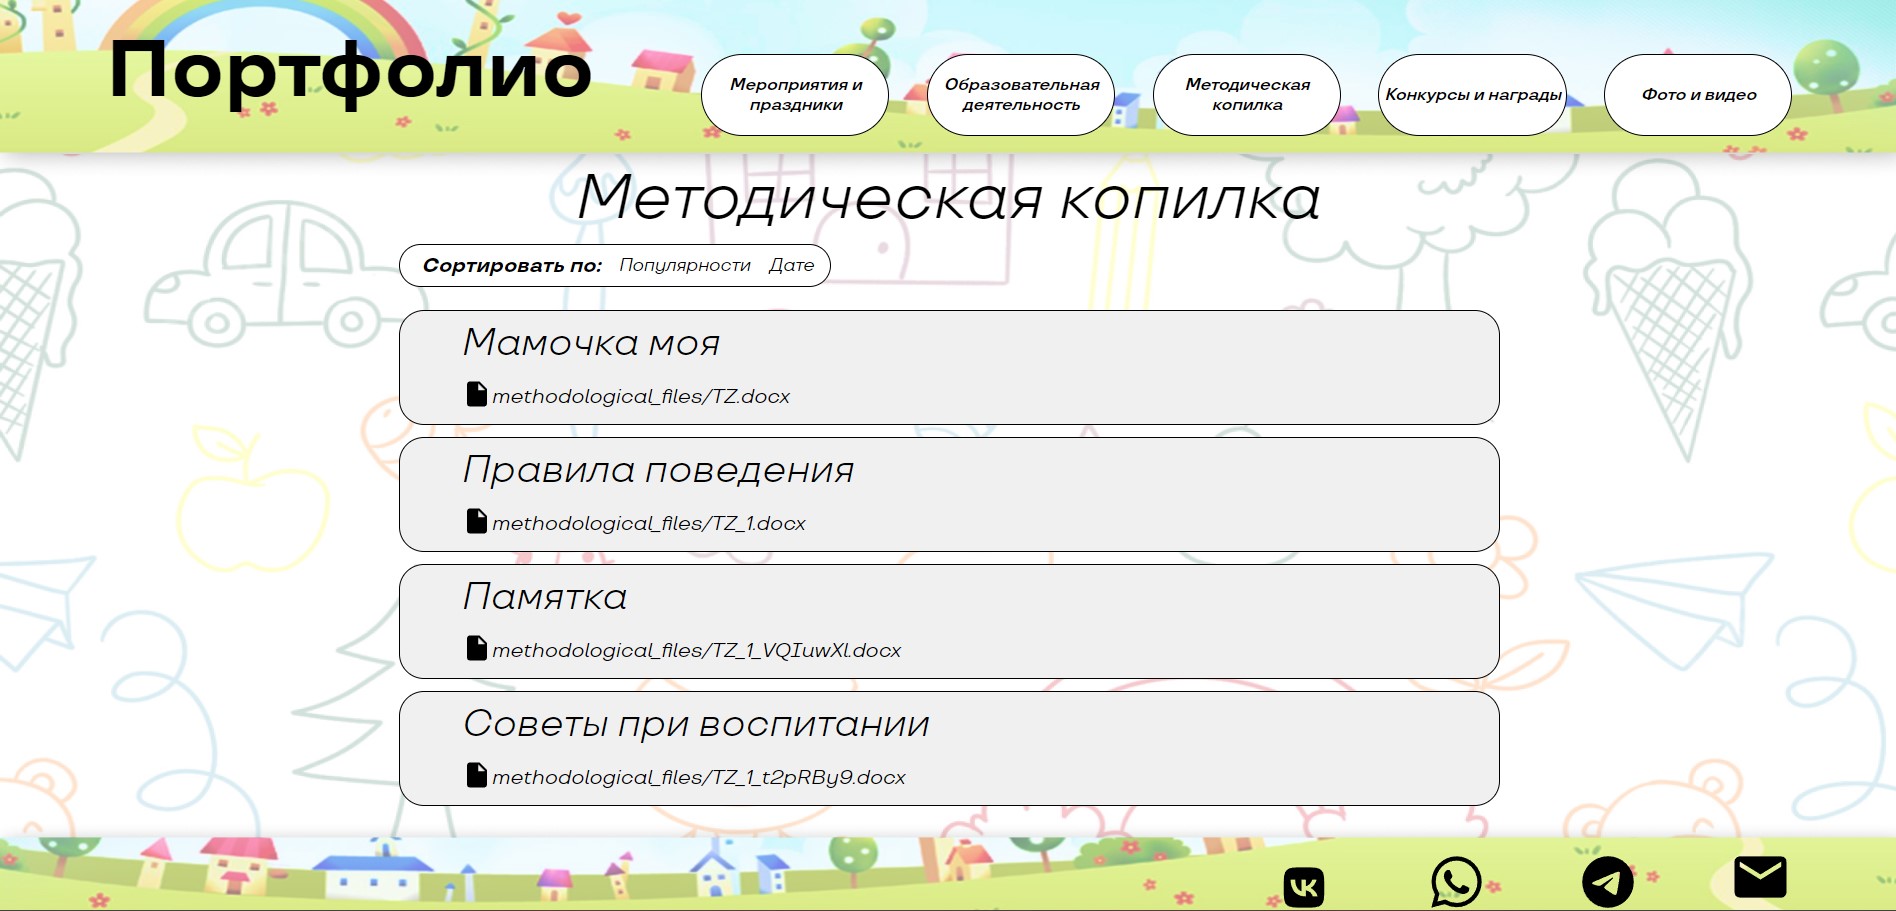 Портфолио
Мероприятия и
праздники
Образовательная
деятельность
Методическая
копилка
Конкурсы и награды
Фото и видео
Методическая копилка
Сортировать по: Популярности Дате
Мамочка моя
methodological_files/TZ.docx
Правила поведения
methodological_files/TZ_1.docx
Памятка
methodological_files/TZ_1_VQIuwXl.docx
Советы при воспитании
methodological_files/TZ_1_t2pRBy9.docx